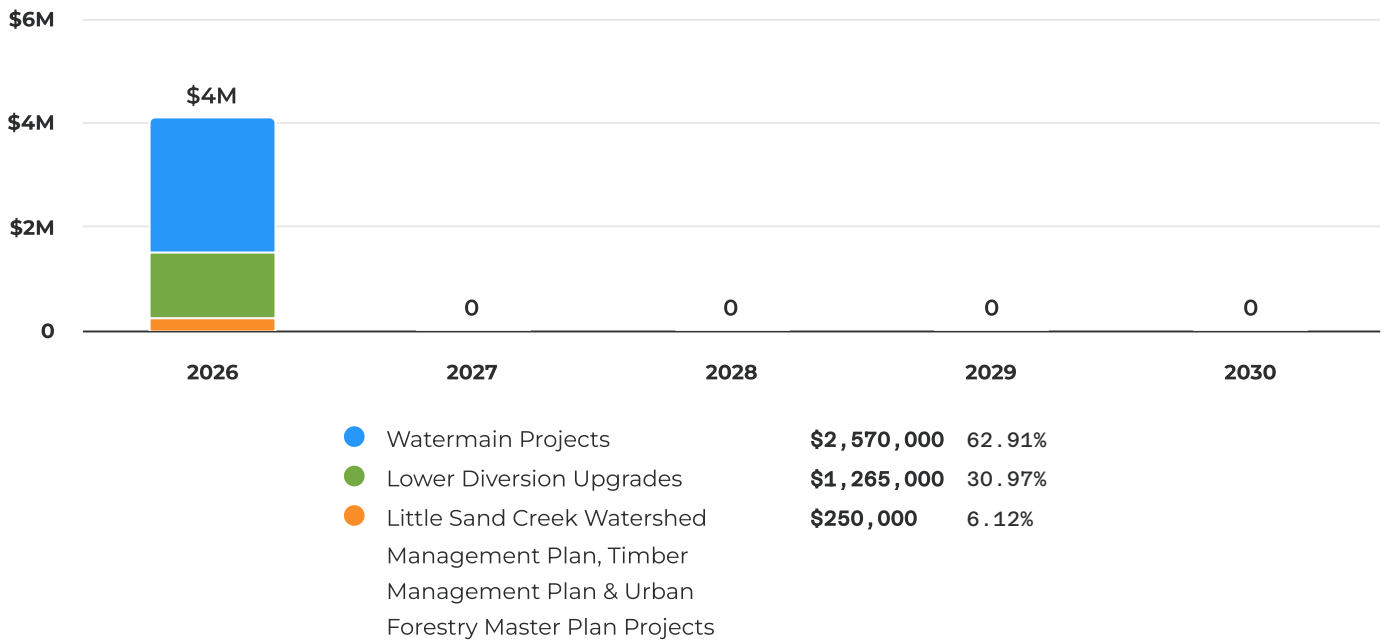 $6M
$4M
$4M
$2M
0 0 0 0
0
2026 2027 2028 2029 2030
Watermain Projects $2,570,000 62.91%
Lower Diversion Upgrades $1,265,000 30.97%
Little Sand Creek Watershed $250,000 6.12%
Management Plan, Timber
Management Plan & Urban
Forestry Master Plan Projects